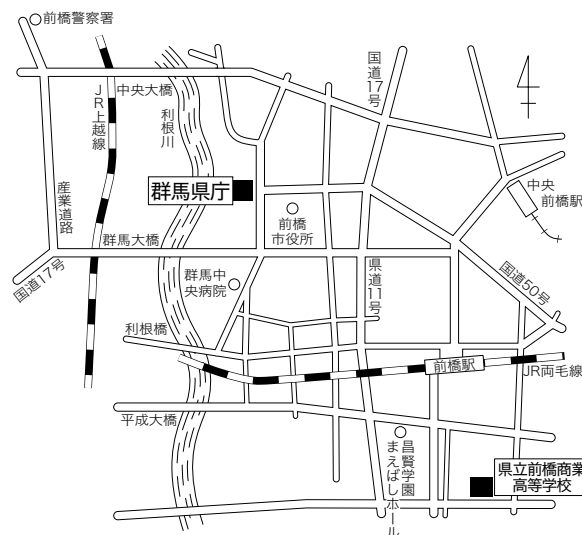 前橋警察署
国道17号
中央大橋
JR上越線
利根川
群馬県庁
中央
前橋駅
産業道路
前橋
市役所
群馬大橋
国道17号
群馬中
央病院
県道11号
国道50号
利根橋
前橋駅
JR両毛線
平成大橋
昌賢学園
まえばしホール
県立前橋商業
高等学校